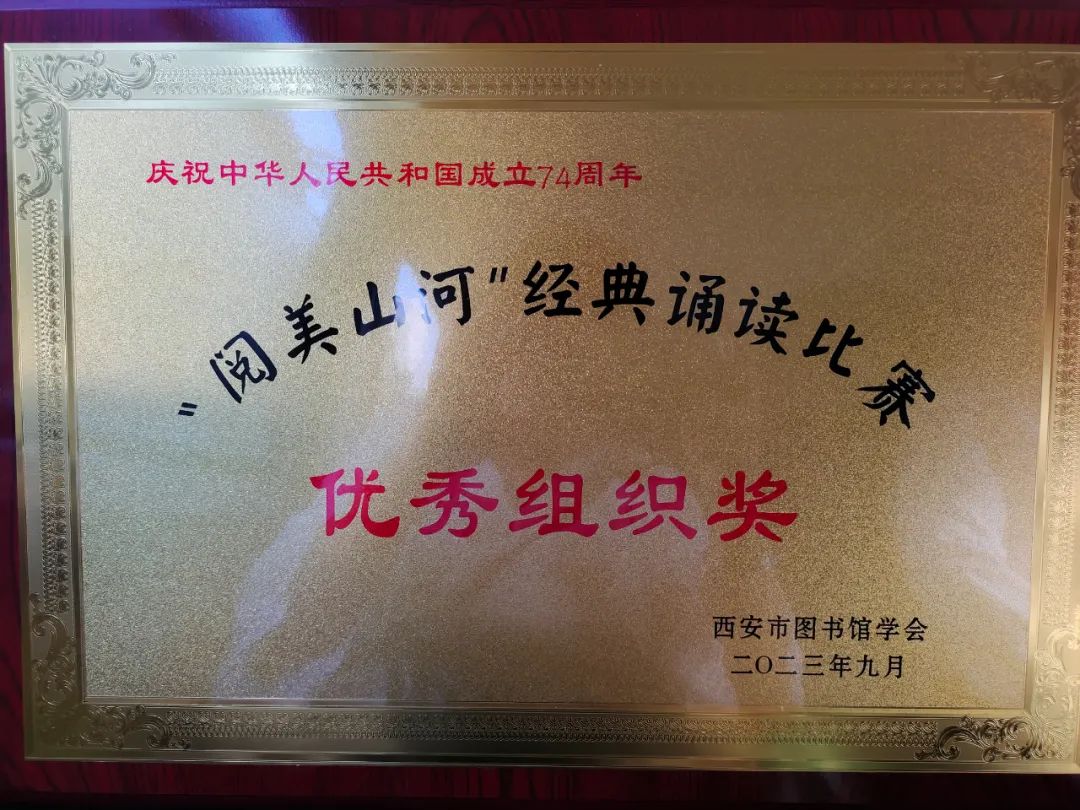 庆祝中华人民共和国成立74周年
“阅美山河”经典诵读比赛
优秀组织奖
西安市图书馆学会
二〇二三年九月